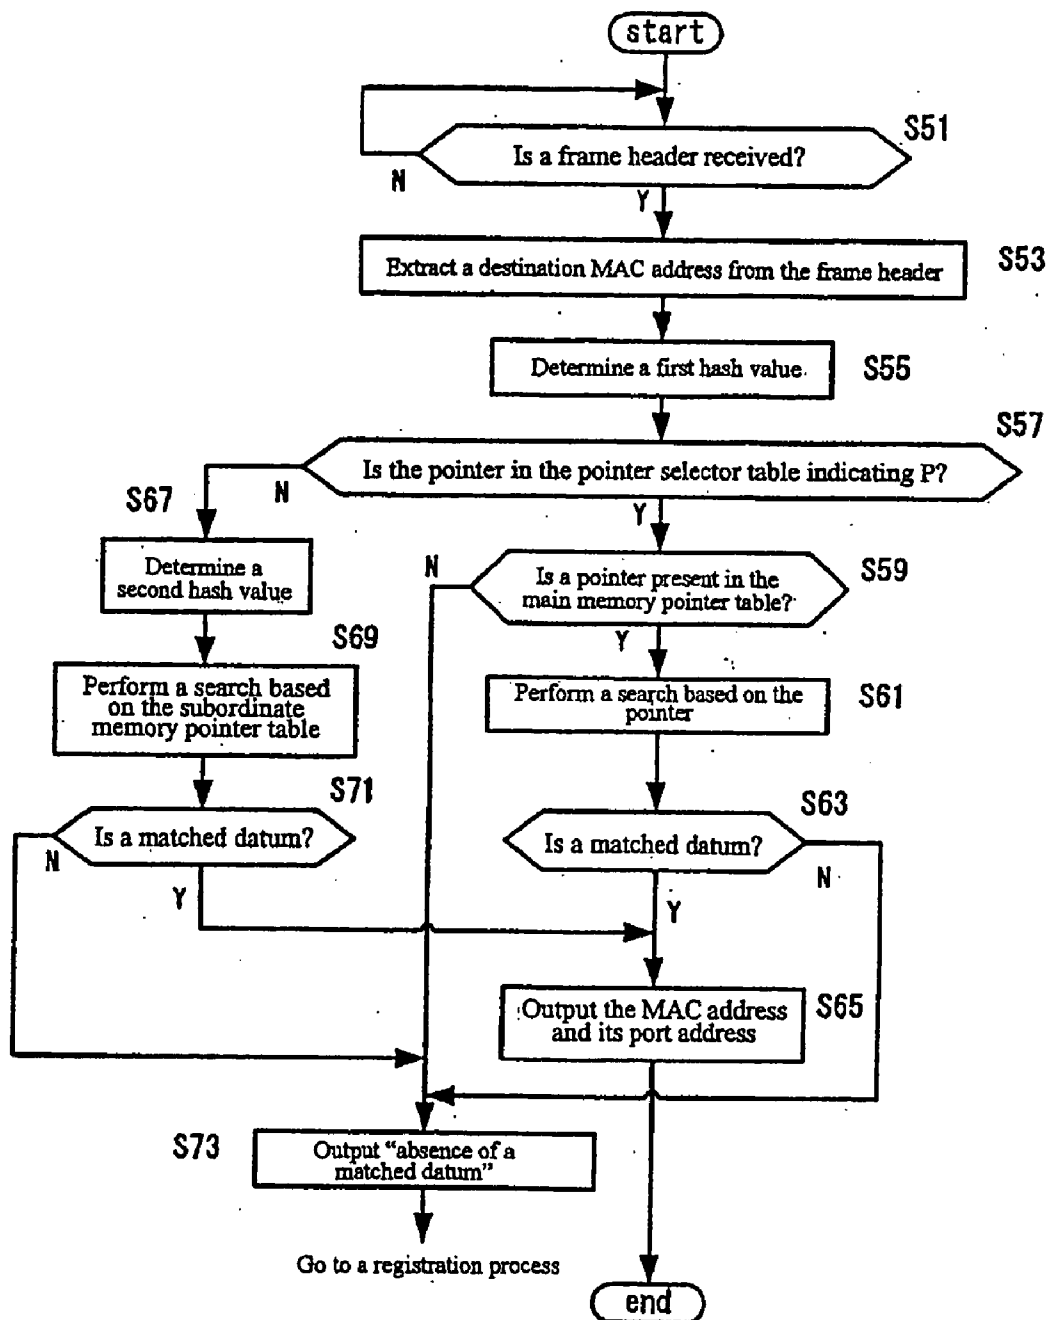 start
S51
Is a frame header received?
N
Y
S53
Extract a destination MAC address from the frame header
Determine a first hash value
S55
S57
Is the pointer in the pointer selector table indicating P?
N
Y
S67
Determine a
second hash value
N
S59
Is a pointer present in the
main memory pointer table?
Y
S69
Perform a search based
on the subordinate
memory pointer table
Perform a search based on the
pointer
S61
S71
Is a matched datum?
N
Y
S63
Is a matched datum?
N
Y
Output the MAC address
and its port address
S65
S73
Output “absence of a
matched datum”
Go to a registration process
end